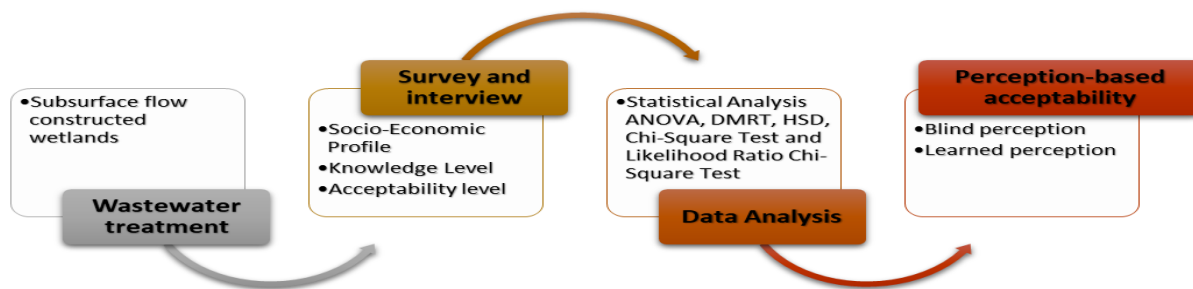 •Subsurface flow
constructed
wetlands
Wastewater
treatment
Survey and
interview
•Socio-Economic
Profile
•Knowledge Level
•Acceptability level
•Statistical Analysis
ANOVA, DMRT, HSD,
Chi-Square Test and
Likelihood Ratio Chi-
Square Test
Data Analysis
Perception-based
acceptability
•Blind perception
•Learned perception